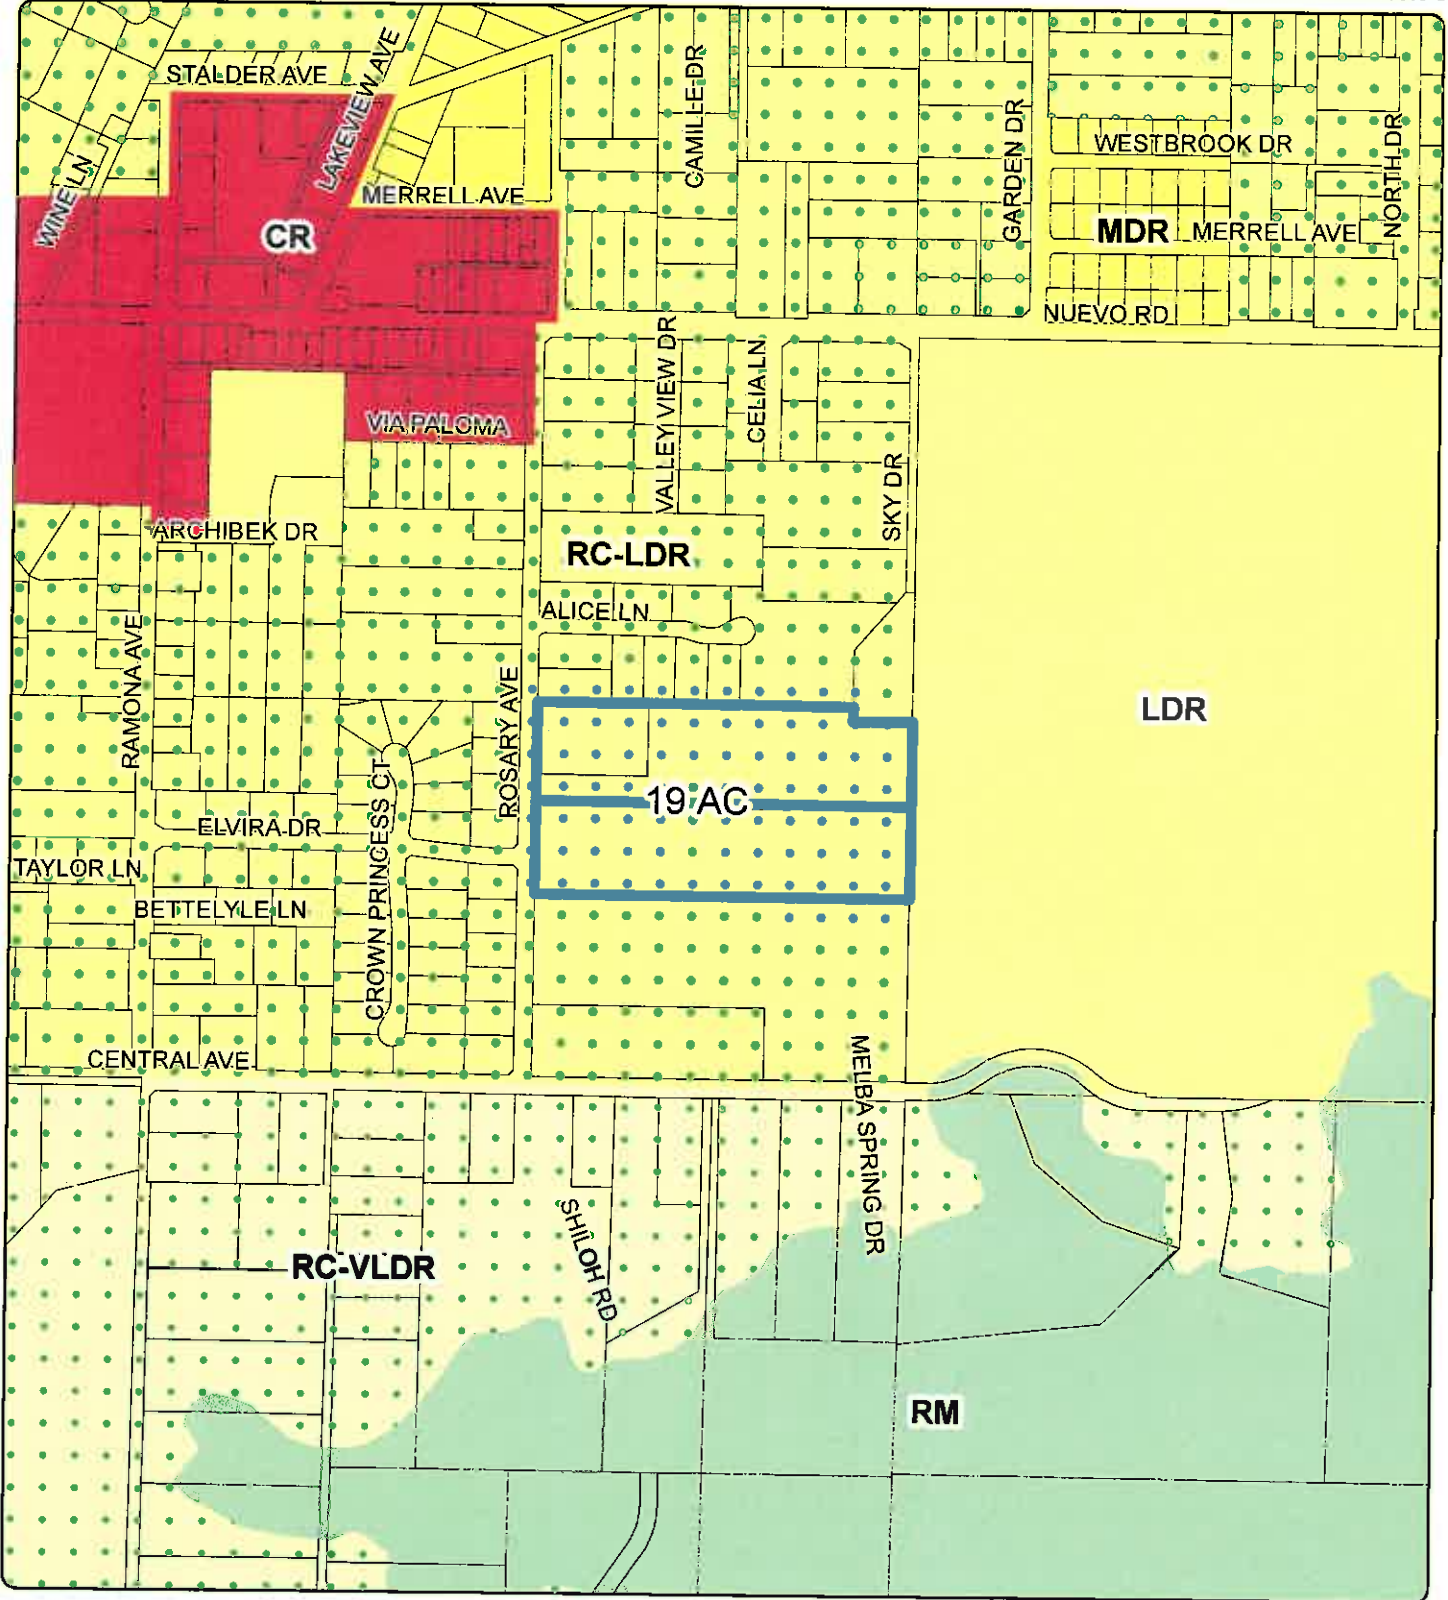 STALDER AVE
LAKEVIEW AVE
CAMILLE DR
GARDEN DR
WESTBROOK DR
NORTH DR
WINE LN
MERRELL AVE
CR
MDR
MERRELL AVE
NUEVO RD
VALLEY VIEW DR
CELIA LN
VIA PALOMA
SKY DR
ARCHIBEK DR
RC-LDR
ALICE LN
RAMONA AVE
ROSARY AVE
LDR
CROWN PRINCESS CT
19 AC
ELVIRA DR
TAYLOR LN
BETTELYLE LN
CENTRAL AVE
MELBA SPRING DR
SHILOH RD
RC-VLDR
RM